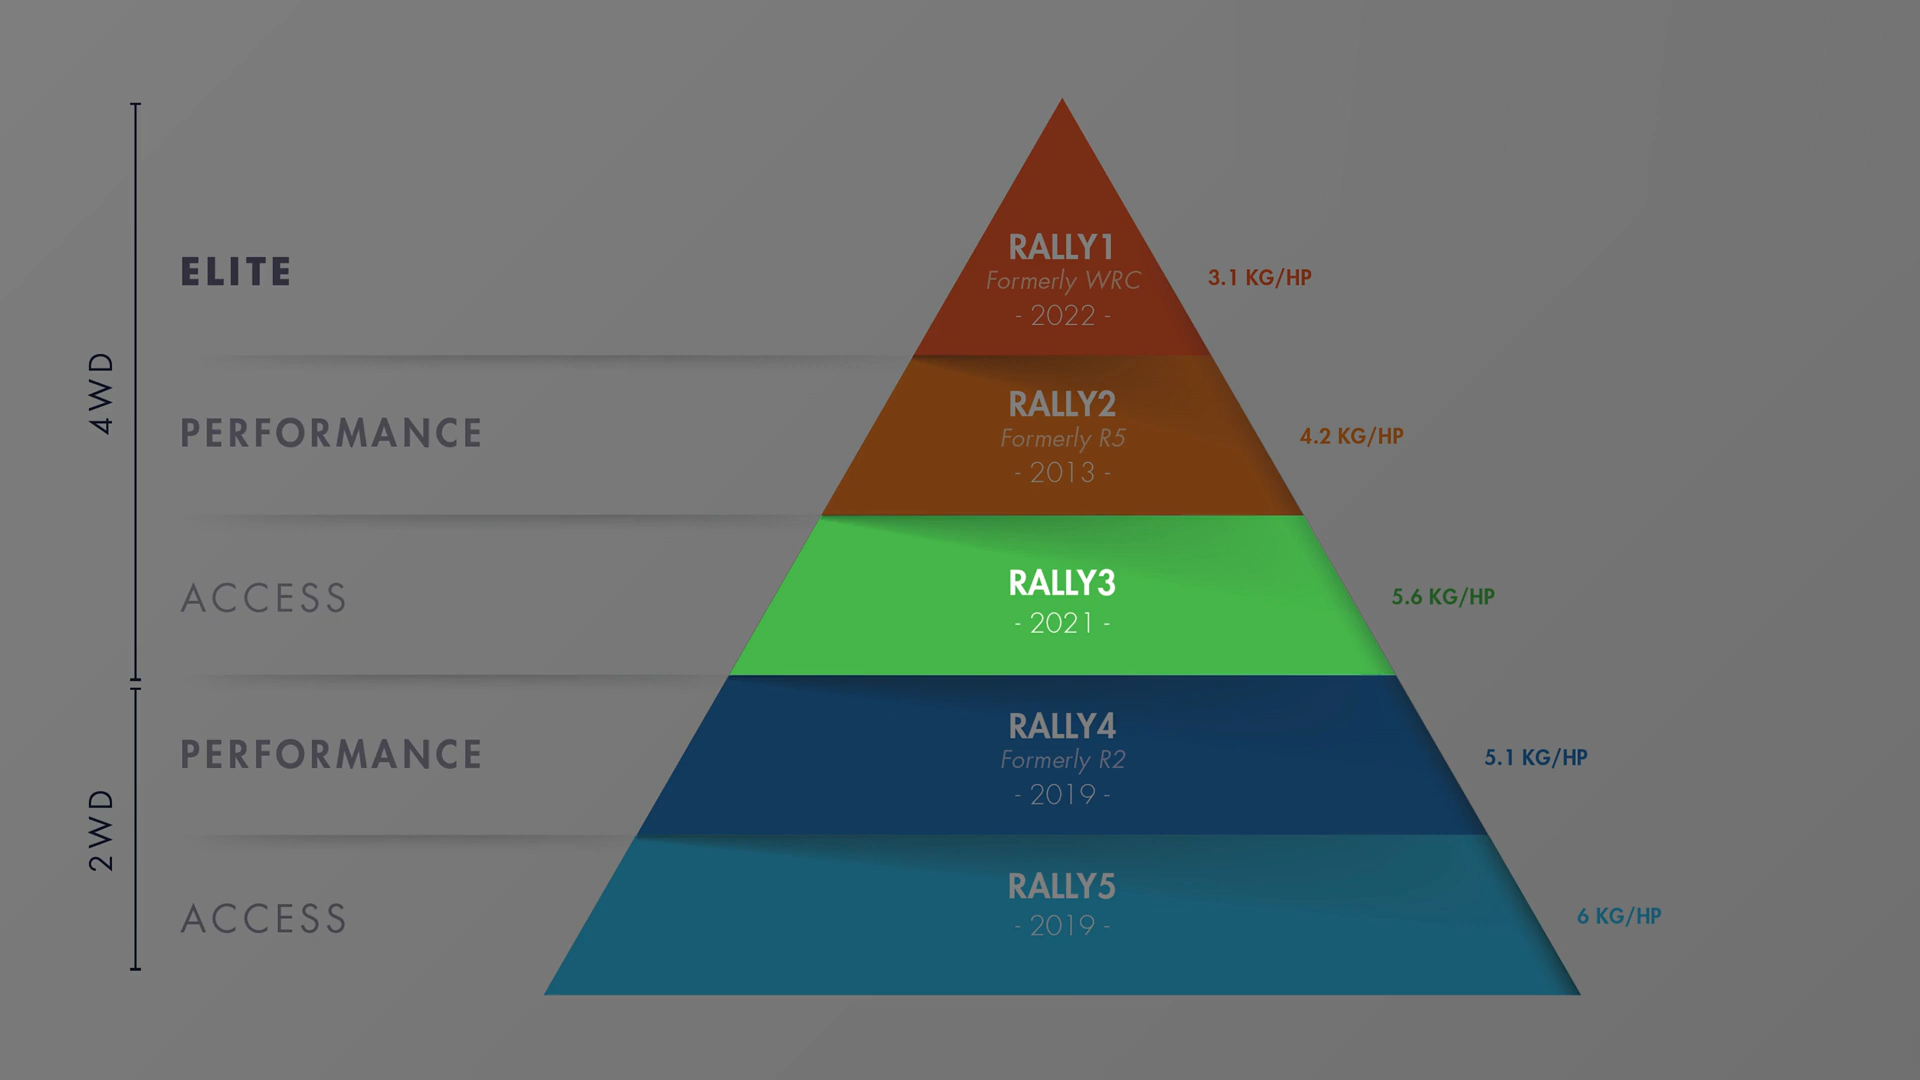 4WD
ELITE
RALLY1
Formerly WRC
- 2022 -
3.1 KG/HP
PERFORMANCE
RALLY2
Formerly R5
- 2013 -
4.2 KG/HP
ACCESS
RALLY3
- 2021 -
5.6 KG/HP
2WD
PERFORMANCE
RALLY4
Formerly R2
- 2019 -
5.1 KG/HP
ACCESS
RALLY5
- 2019 -
6 KG/HP